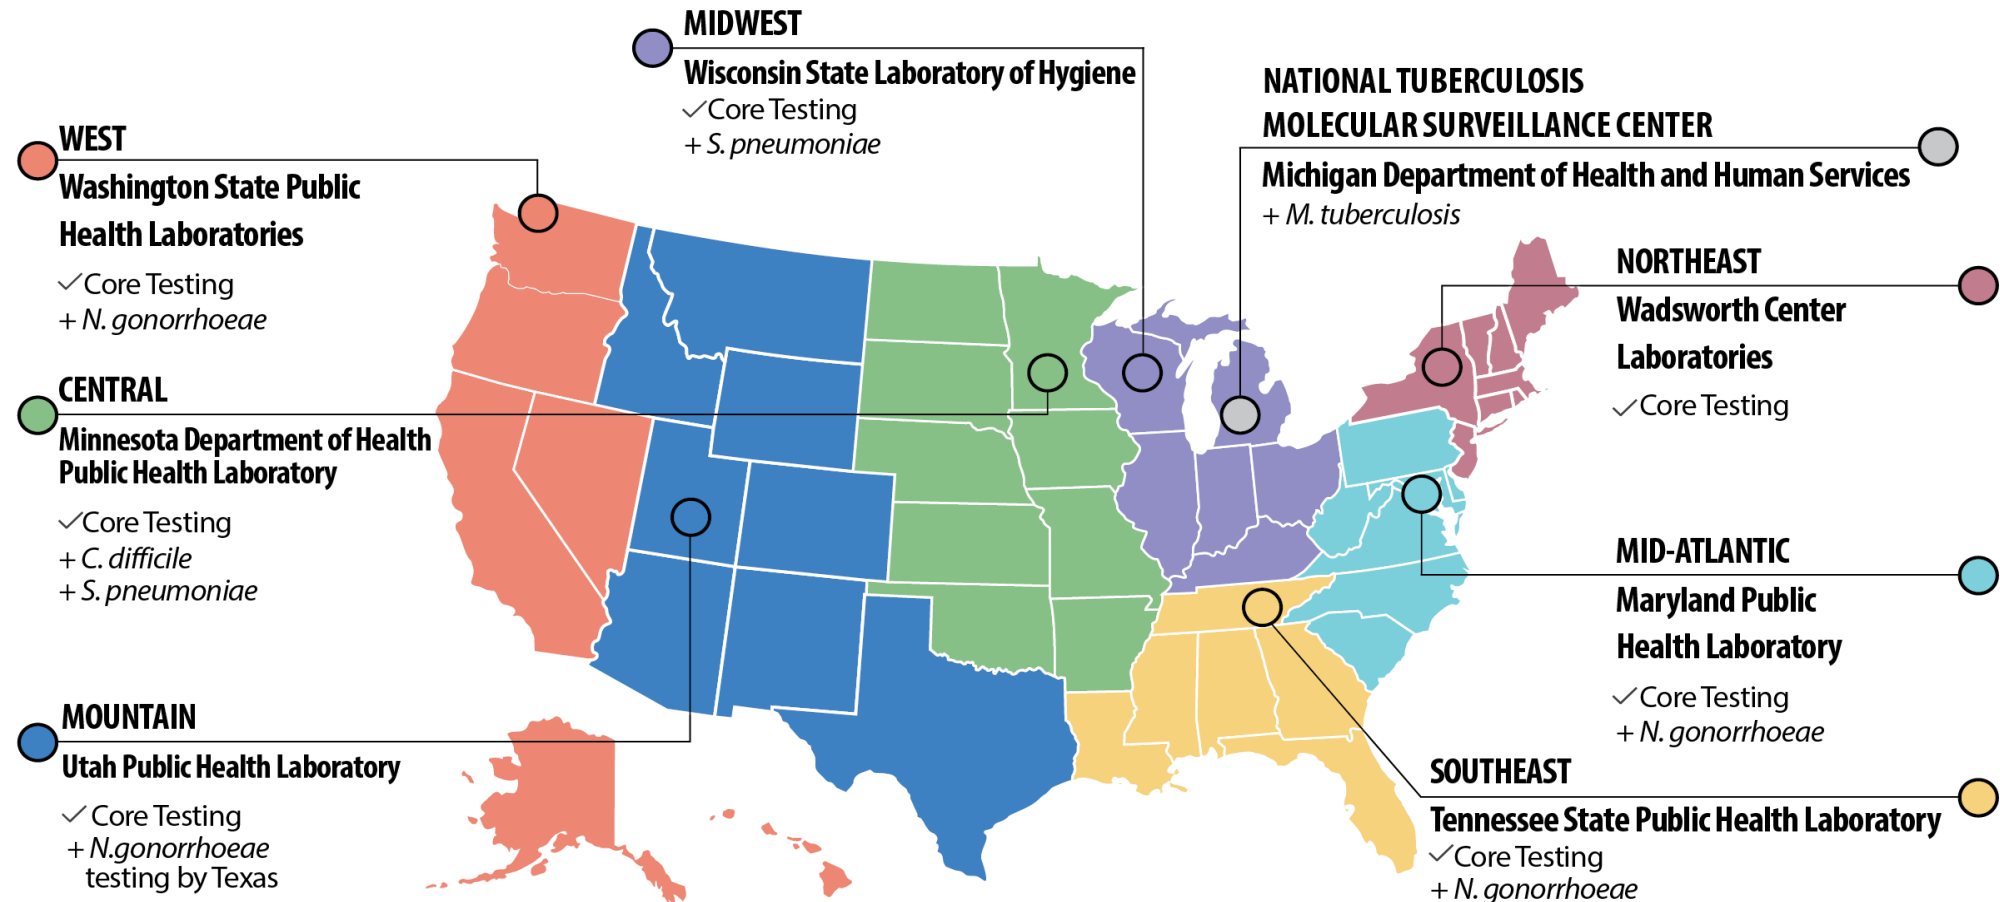 MIDWEST
Wisconsin State Laboratory of Hygiene
✓Core Testing
+ S. pneumoniae
NATIONAL TUBERCULOSIS
MOLECULAR SURVEILLANCE CENTER
Michigan Department of Health and Human Services
+ M. tuberculosis
WEST
Washington State Public
Health Laboratories
✓Core Testing
+ N. gonorrhoeae
NORTHEAST
Wadsworth Center
Laboratories
✓Core Testing
CENTRAL
Minnesota Department of Health
Public Health Laboratory
✓Core Testing
+ C. difficile
+ S. pneumoniae
MID-ATLANTIC
Maryland Public
Health Laboratory
✓Core Testing
+ N. gonorrhoeae
MOUNTAIN
Utah Public Health Laboratory
✓ Core Testing
+ N.gonorrhoeae
testing by Texas
SOUTHEAST
Tennessee State Public Health Laboratory
✓Core Testing
+ N. gonorrhoeae